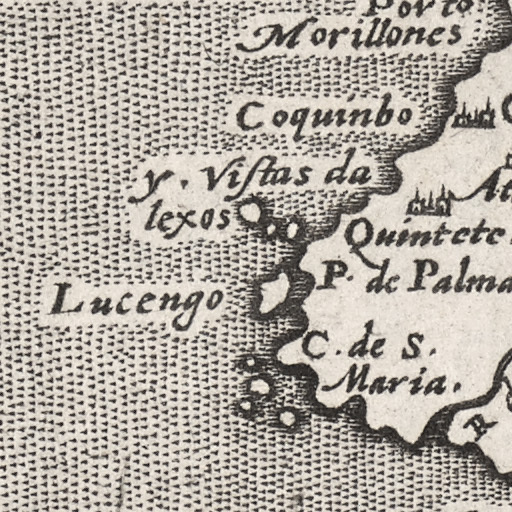 Porto
Morillones
Coquinbo
y. Viſtas da
lexos
Quintete
P. de Palma
Lucengo
C. de S.
Maria.
R